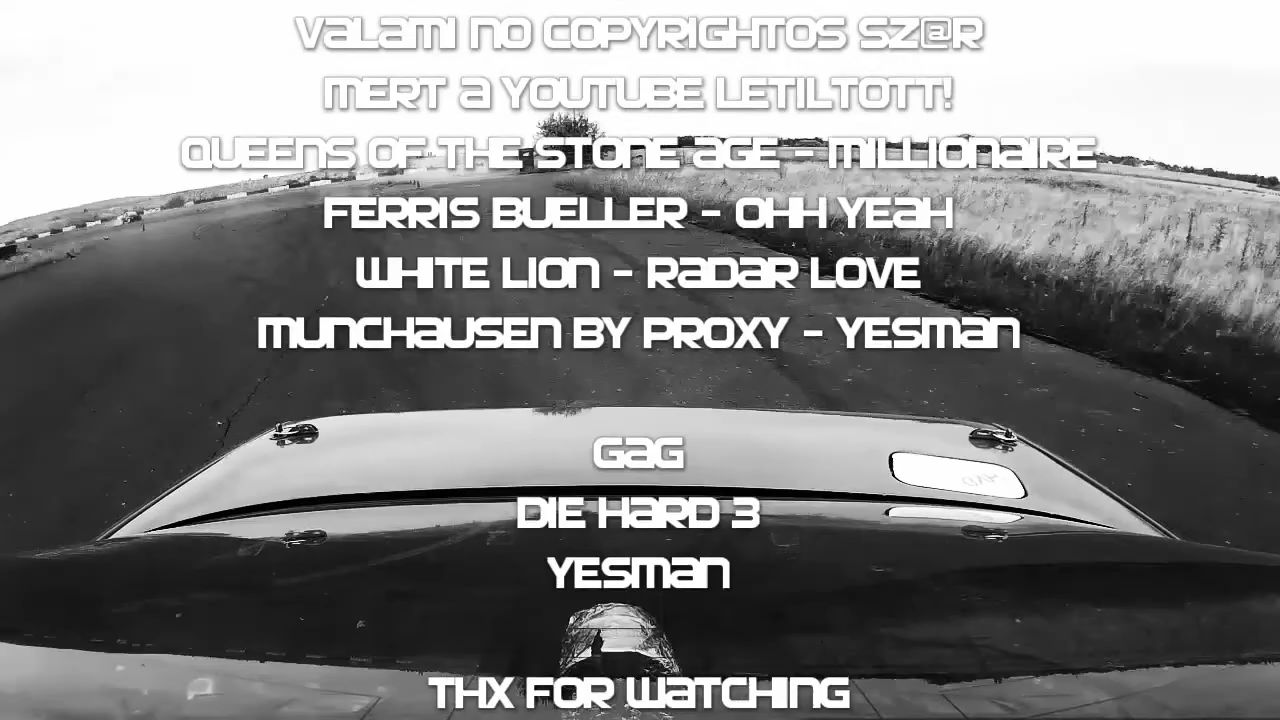 VALAMI NO COPYRIGHTOS SZ@R
MERT A YOUTUBE LETILTOTT!
QUEENS OF THE STONE AGE - MILLIONAIRE
FERRIS BUELLER - OHH YEAH
WHITE LION - RADAR LOVE
MUNCHAUSEN BY PROXY - YESMAN
GAG
DIE HARD 3
YESMAN
THX FOR WATCHING